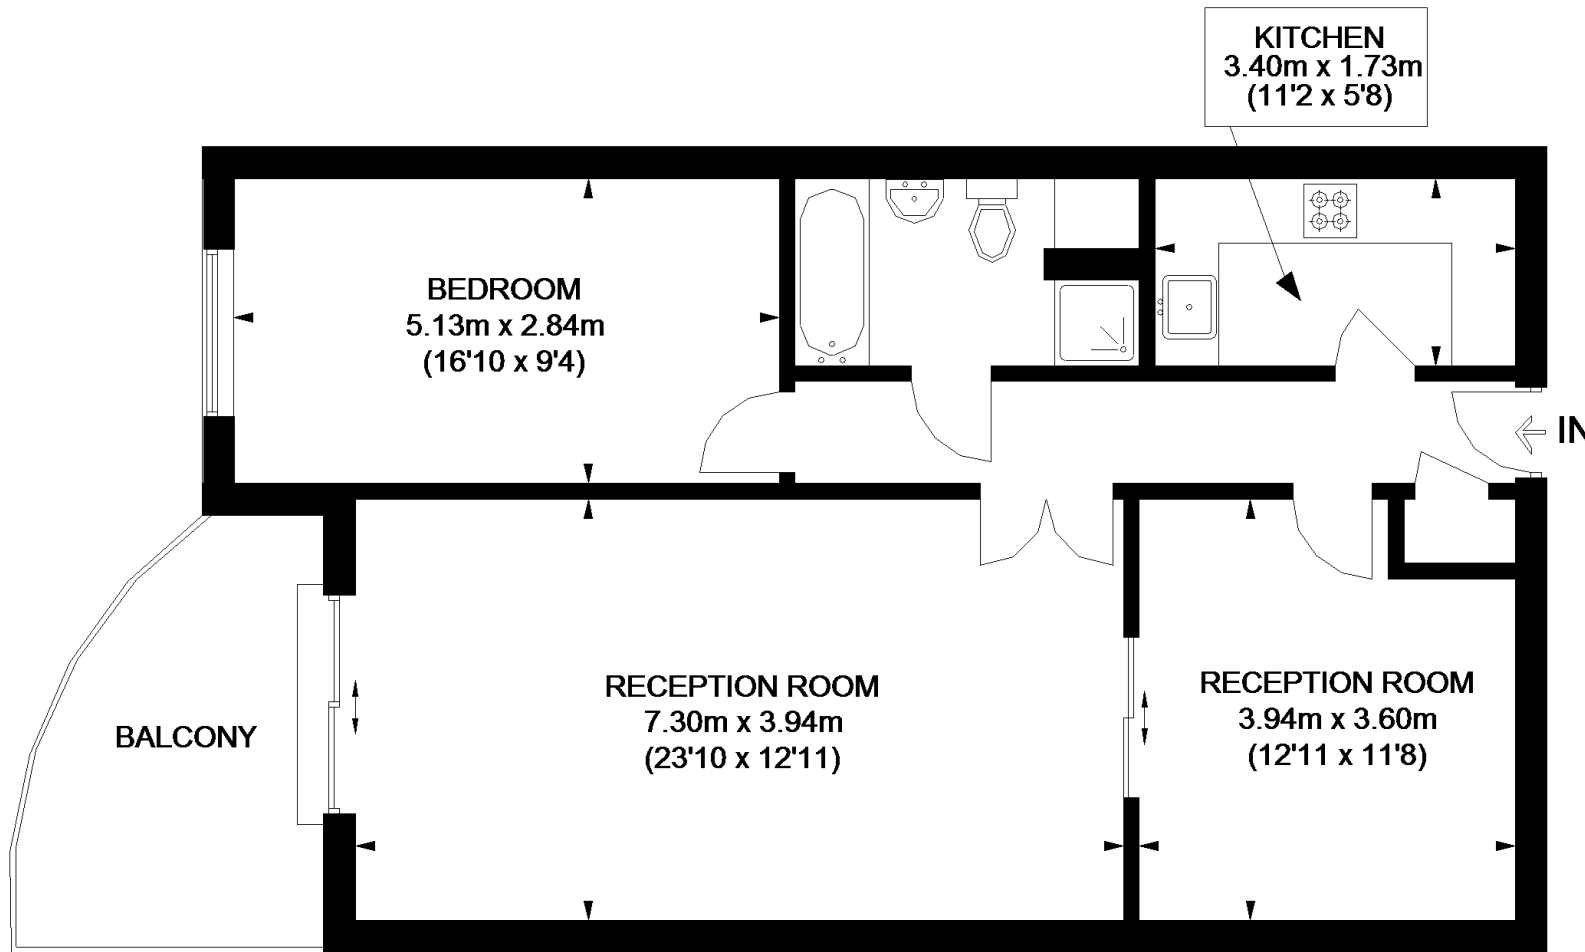 KITCHEN
3.40m x 1.73m
(11'2 x 5'8)
BEDROOM
5.13m x 2.84m
(16'10 x 9'4)
IN
RECEPTION ROOM
7.30m x 3.94m
(23'10 x 12'11)
RECEPTION ROOM
3.94m x 3.60m
(12'11 x 11'8)
BALCONY